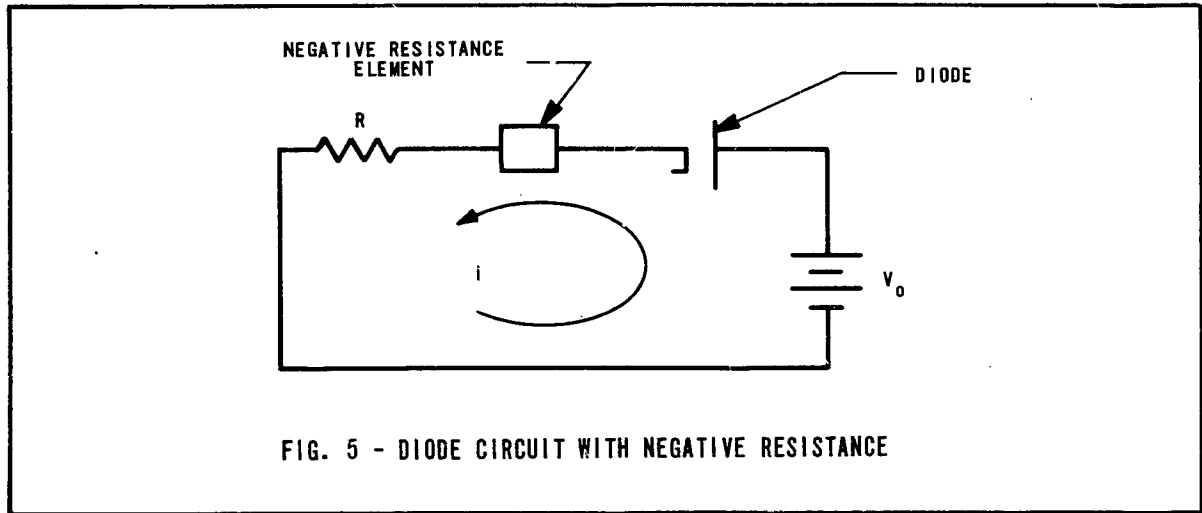 NEGATIVE RESISTANCE
ELEMENT
DIODE
R
i
V₀
FIG. 5 - DIODE CIRCUIT WITH NEGATIVE RESISTANCE